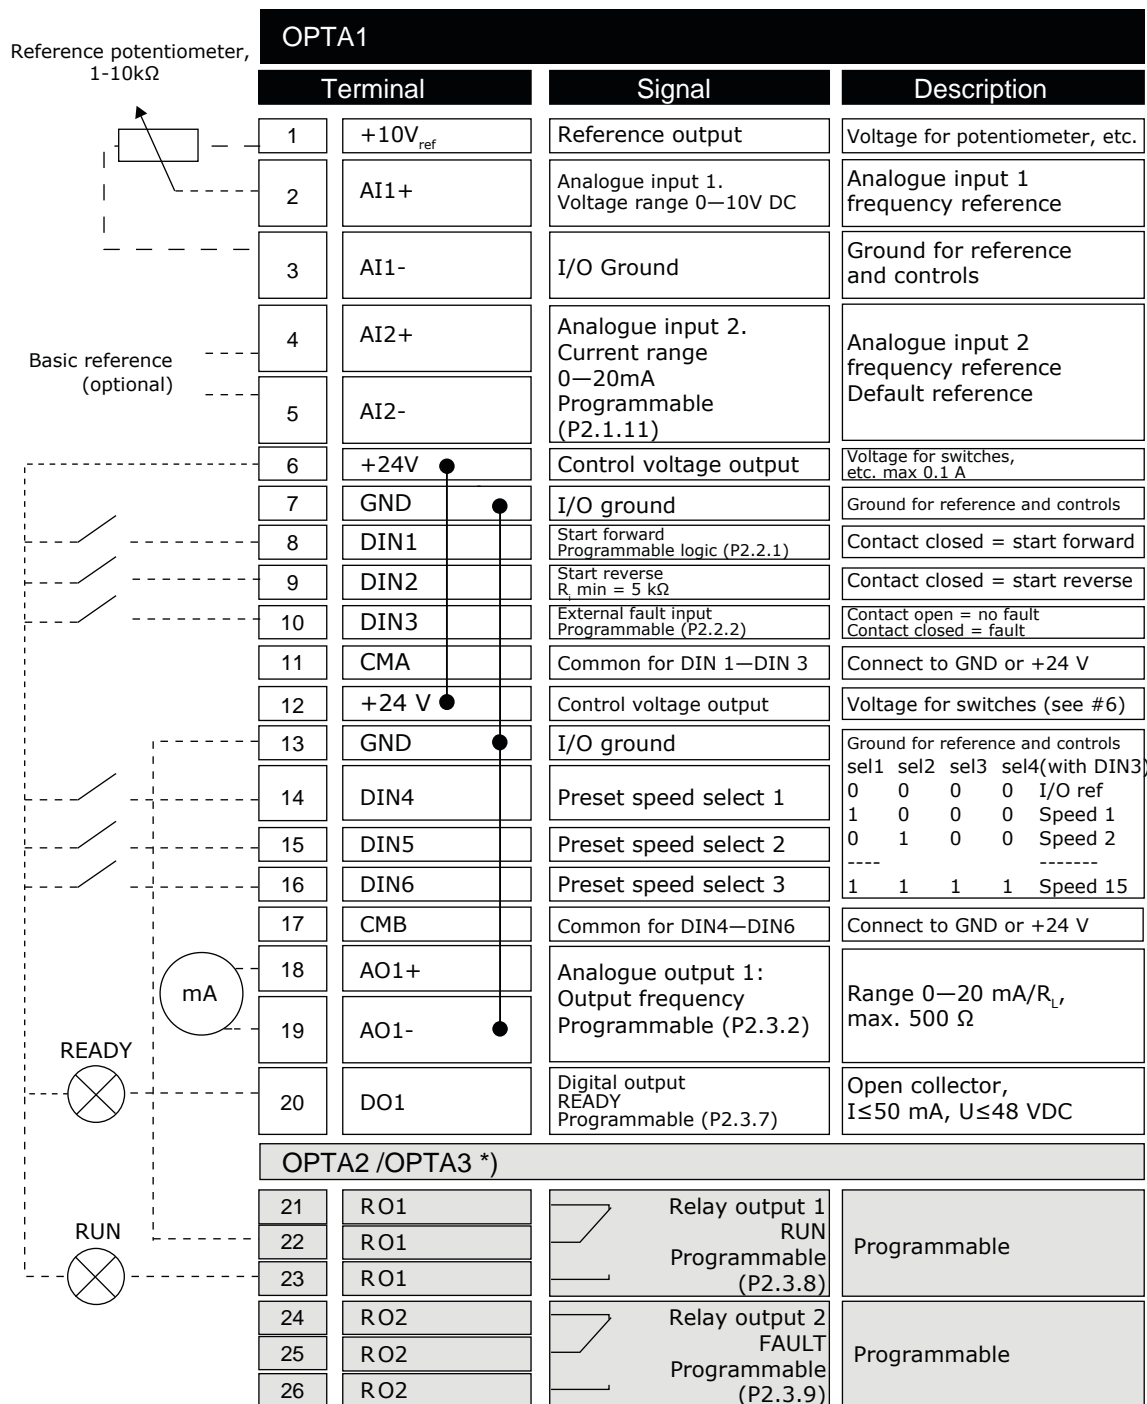 OPTA1
Reference potentiometer,
1-10kΩ
Terminal Signal Description
1 +10Vref Reference output Voltage for potentiometer, etc.
2 AI1+ Analogue input 1.
Voltage range 0—10V DC
Analogue input 1
frequency reference
3 AI1- I/O Ground Ground for reference
and controls
Basic reference
(optional)
4 AI2+
5 AI2-
Analogue input 2.
Current range
0—20mA
Programmable
(P2.1.11)
Analogue input 2
frequency reference
Default reference
6 +24V Control voltage output Voltage for switches,
etc. max 0.1 A
7 GND I/O ground Ground for reference and controls
8 DIN1 Start forward
Programmable logic (P2.2.1)
Contact closed = start forward
9 DIN2 Start reverse
Ri min = 5 kΩ
Contact closed = start reverse
10 DIN3 External fault input
Programmable (P2.2.2)
Contact open = no fault
Contact closed = fault
11 CMA Common for DIN 1—DIN 3 Connect to GND or +24 V
12 +24 V Control voltage output Voltage for switches (see #6)
13 GND I/O ground Ground for reference and controls
14 DIN4 Preset speed select 1
15 DIN5 Preset speed select 2
16 DIN6 Preset speed select 3
sel1 sel2 sel3 sel4(with DIN3)
0 0 0 0 I/O ref
1 0 0 0 Speed 1
0 1 0 0 Speed 2
---- -------
1 1 1 1 Speed 15
17 CMB Common for DIN4—DIN6 Connect to GND or +24 V
mA
18 AO1+
19 AO1-
Analogue output 1:
Output frequency
Programmable (P2.3.2)
Range 0—20 mA/RL,
max. 500 Ω
READY
20 DO1 Digital output
READY
Programmable (P2.3.7)
Open collector,
I≤50 mA, U≤48 VDC
OPTA2 /OPTA3 *)
RUN
21 RO1
22 RO1
23 RO1
Relay output 1
RUN
Programmable
(P2.3.8)
Programmable
24 RO2
25 RO2
26 RO2
Relay output 2
FAULT
Programmable
(P2.3.9)
Programmable